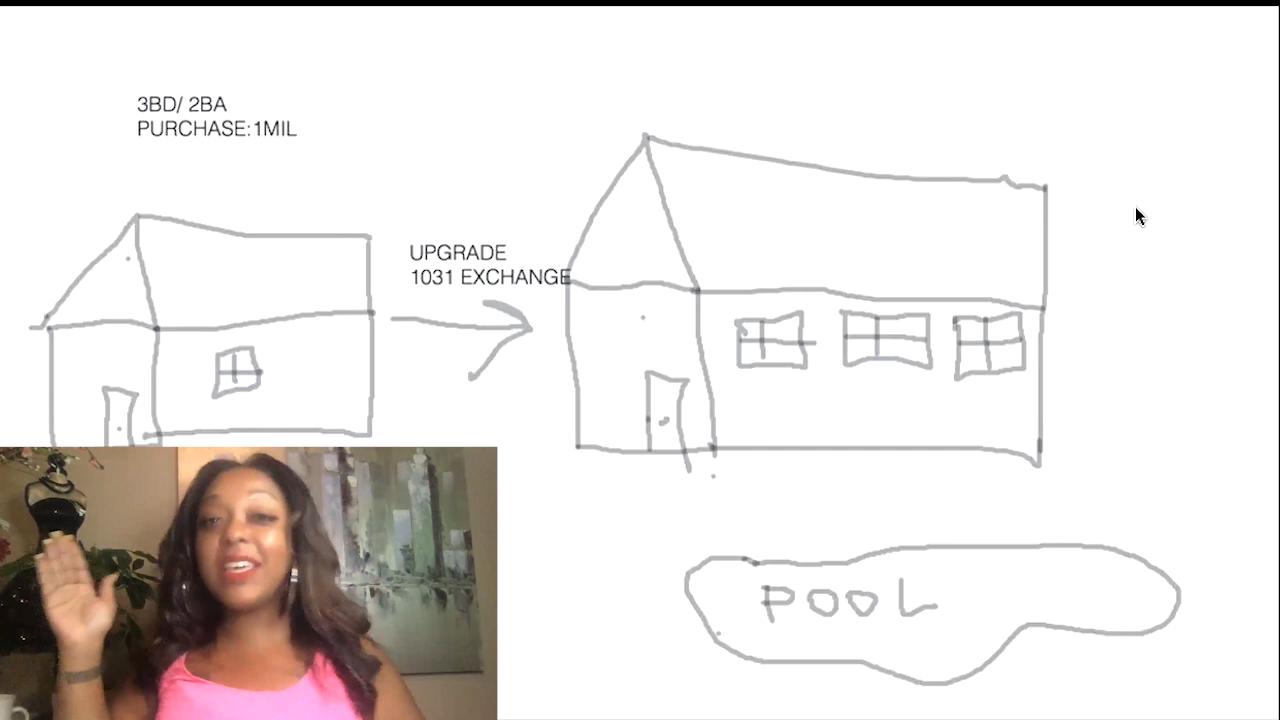 3BD/ 2BA
PURCHASE:1MIL
UPGRADE
1031 EXCHANGE
POOL